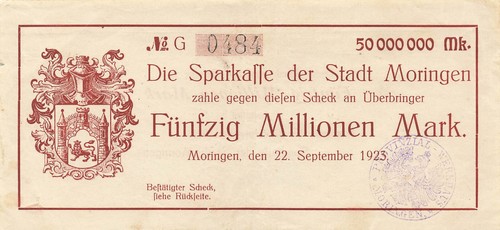 № G 0484 50 000 000 Mk.
Die Sparkaſſe der Stadt Moringen
zahle gegen dieſen Scheck an Überbringer
Fünfzig Millionen Mark.
Moringen, den 22. September 1923.
Beſtätigter Scheck,
ſiehe Rückſeite.